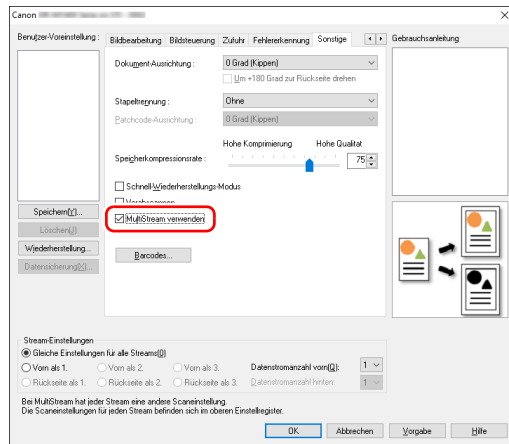 Canon
Benutzer-Voreinstellung :
Bildbearbeitung Bildsteuerung Zufuhr Fehlererkennung Sonstige
Gebrauchsanleitung
Dokument-Ausrichtung : 0 Grad (Kippen)
Um +180 Grad zur Rückseite drehen
Stapeltrennung : Ohne
Patchcode-Ausrichtung : 0 Grad (Kippen)
Hohe Komprimierung Hohe Qualitat
Speicherkompressionsrate : 75
Schnell-Wiederherstellungs-Modus
MultiStream verwenden
Speichern(Y)...
Löschen(J)
Wiederherstellung...
Datensicherung(X)...
Barcodes...
Stream-Einstellungen
Gleiche Einstellungen für alle Streams(0)
Vorn als 1. Vorn als 2. Vorn als 3. Datenstromanzahl vorn(Q): 1
Rückseite als 1. Rückseite als 2. Rückseite als 3. Datenstromanzahl hinten: 1
Bei MultiStream hat jeder Stream eine andere Scaneinstellung.
Die Scaneinstellungen für jeden Stream befinden sich im oberen Einstellregister.
OK Abbrechen Vorgabe Hilfe